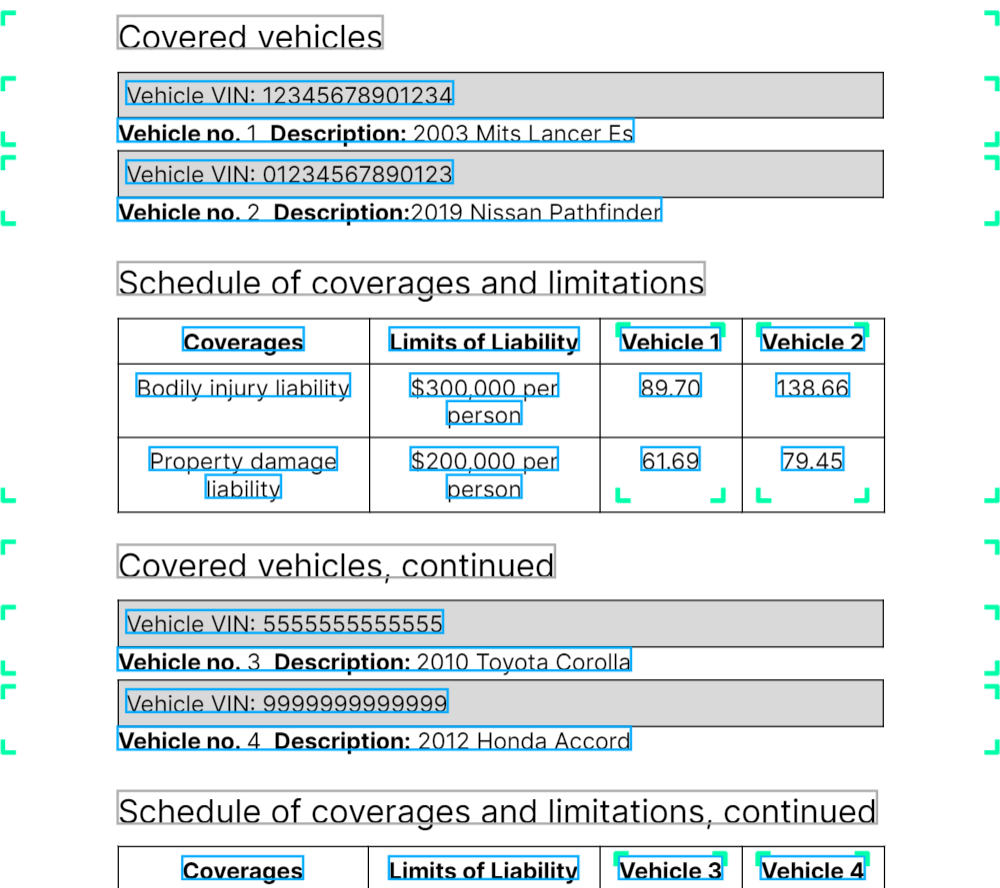 Covered vehicles
Vehicle VIN: 12345678901234
Vehicle no. 1 Description: 2003 Mits Lancer Es
Vehicle VIN: 01234567890123
Vehicle no. 2 Description:2019 Nissan Pathfinder
Schedule of coverages and limitations
Coverages Limits of Liability Vehicle 1 Vehicle 2
Bodily injury liability $300,000 per person 89.70 138.66
Property damage liability $200,000 per person 61.69 79.45
Covered vehicles, continued
Vehicle VIN: 5555555555555
Vehicle no. 3 Description: 2010 Toyota Corolla
Vehicle VIN: 9999999999999
Vehicle no. 4 Description: 2012 Honda Accord
Schedule of coverages and limitations, continued
Coverages Limits of Liability Vehicle 3 Vehicle 4